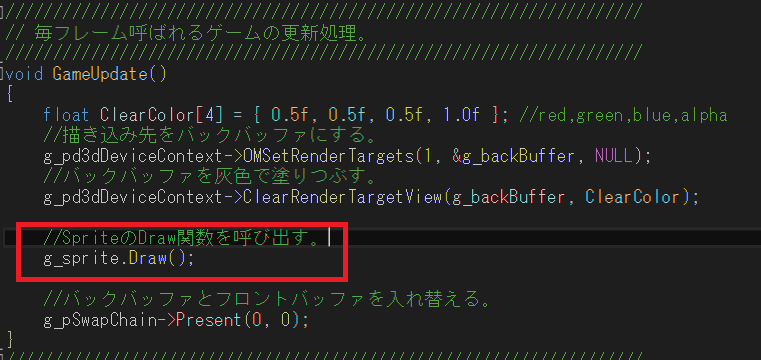 ////////////////////////////////////////////////////////////////
// 毎フレーム呼ばれるゲームの更新処理。
////////////////////////////////////////////////////////////////
void GameUpdate()
{
float ClearColor[4] = { 0.5f, 0.5f, 0.5f, 1.0f }; //red,green,blue,alpha
//描き込み先をバックバッファにする。
g_pd3dDeviceContext->OMSetRenderTargets(1, &g_backBuffer, NULL);
//バックバッファを灰色で塗りつぶす。
g_pd3dDeviceContext->ClearRenderTargetView(g_backBuffer, ClearColor);
//SpriteのDraw関数を呼び出す。
g_sprite.Draw();
//バックバッファとフロントバッファを入れ替える。
g_pSwapChain->Present(0, 0);
}
////////////////////////////////////////////////////////////////